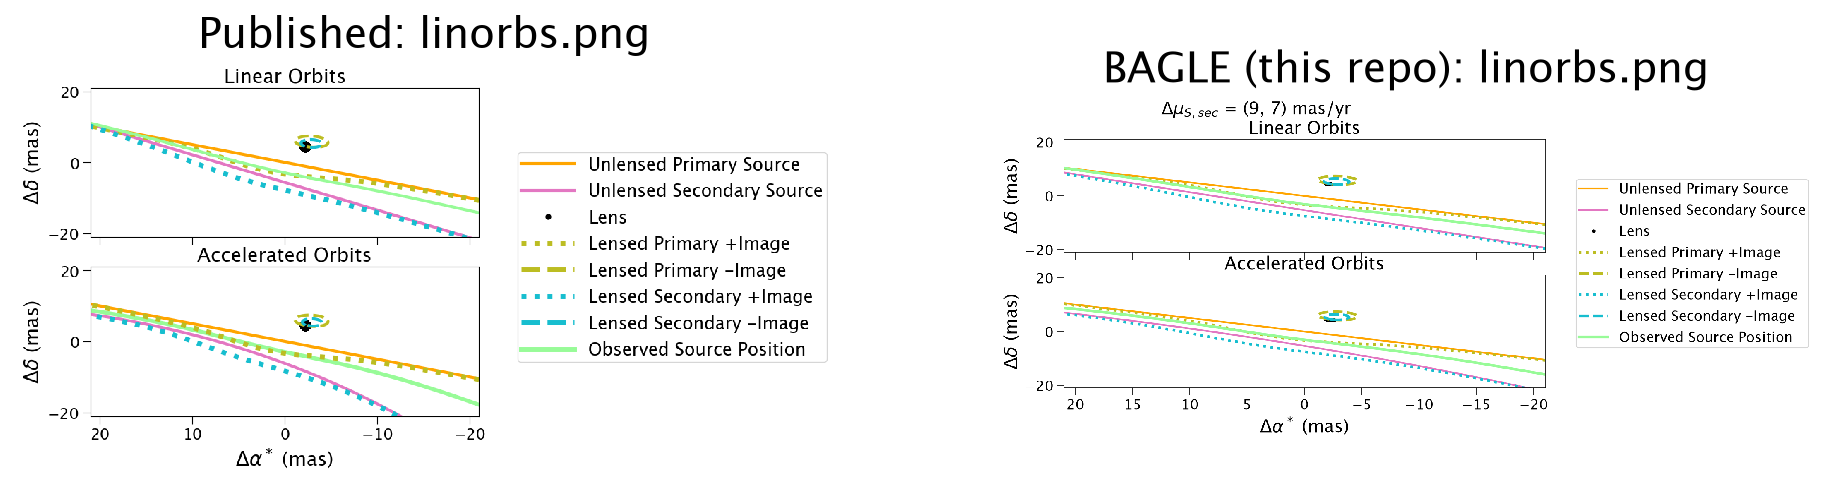 Published: linorbs.png
Linear Orbits
20
0
−20
Δδ (mas)
Accelerated Orbits
20
0
−20
Δδ (mas)
20
10
0
−10
−20
Δα* (mas)
Unlensed Primary Source
Unlensed Secondary Source
Lens
Lensed Primary +Image
Lensed Primary −Image
Lensed Secondary +Image
Lensed Secondary −Image
Observed Source Position
BAGLE (this repo): linorbs.png
Δμ_{S, sec} = (9, 7) mas/yr
Linear Orbits
20
0
−20
Δδ (mas)
Accelerated Orbits
20
0
−20
Δδ (mas)
20
15
10
5
0
−5
−10
−15
−20
Δα* (mas)
Unlensed Primary Source
Unlensed Secondary Source
Lens
Lensed Primary +Image
Lensed Primary −Image
Lensed Secondary +Image
Lensed Secondary −Image
Observed Source Position